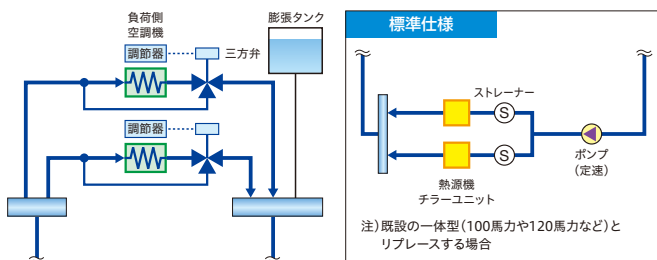 負荷側
空調機
膨張タンク
調節器
三方弁
調節器
標準仕様
ストレーナー
S
S
ポンプ
(定速)
熱源機
チラーユニット
注)既設の一体型(100馬力や120馬力など)と
リプレースする場合